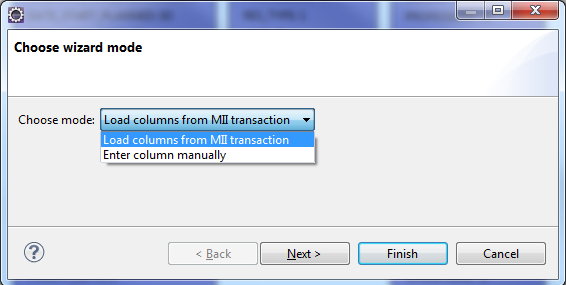 Choose wizard mode
Choose mode: Load columns from MII transaction
Load columns from MII transaction
Enter column manually
? < Back Next > Finish Cancel